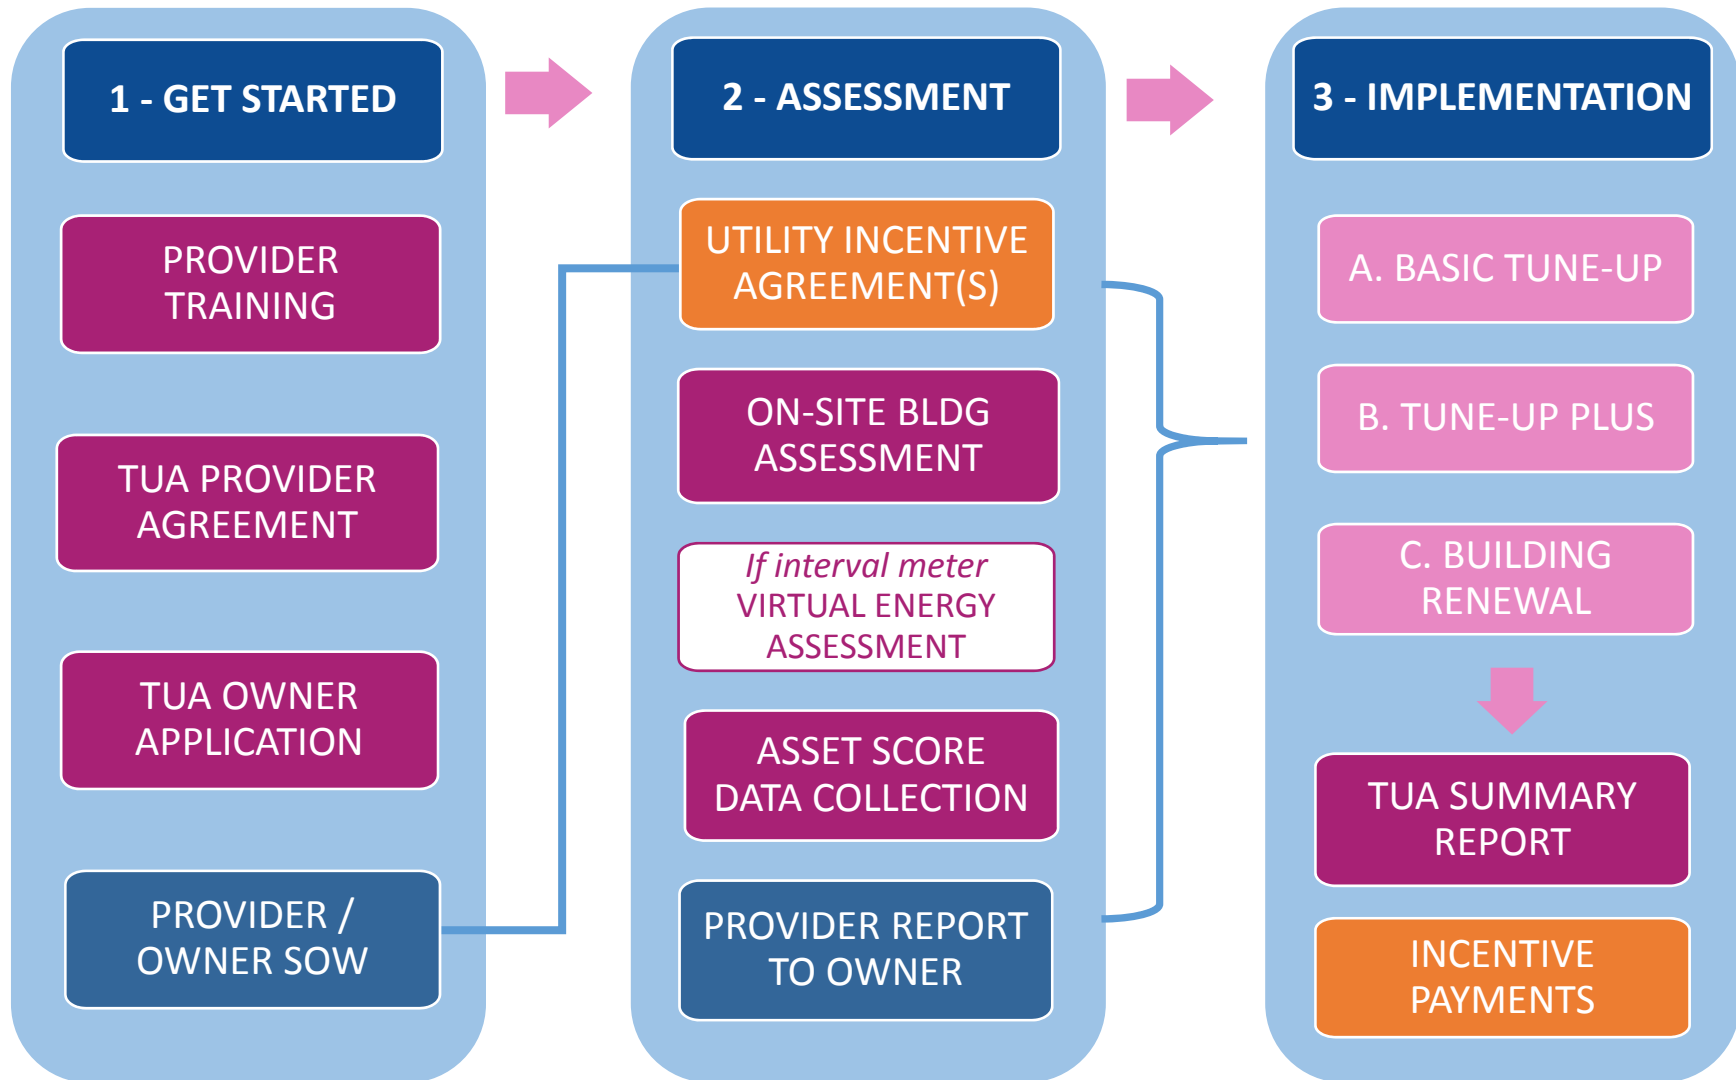 1 - GET STARTED
PROVIDER
TRAINING
TUA PROVIDER
AGREEMENT
TUA OWNER
APPLICATION
PROVIDER /
OWNER SOW
2 - ASSESSMENT
UTILITY INCENTIVE
AGREEMENT(S)
ON-SITE BLDG
ASSESSMENT
If interval meter
VIRTUAL ENERGY
ASSESSMENT
ASSET SCORE
DATA COLLECTION
PROVIDER REPORT
TO OWNER
3 - IMPLEMENTATION
A. BASIC TUNE-UP
B. TUNE-UP PLUS
C. BUILDING
RENEWAL
TUA SUMMARY
REPORT
INCENTIVE
PAYMENTS